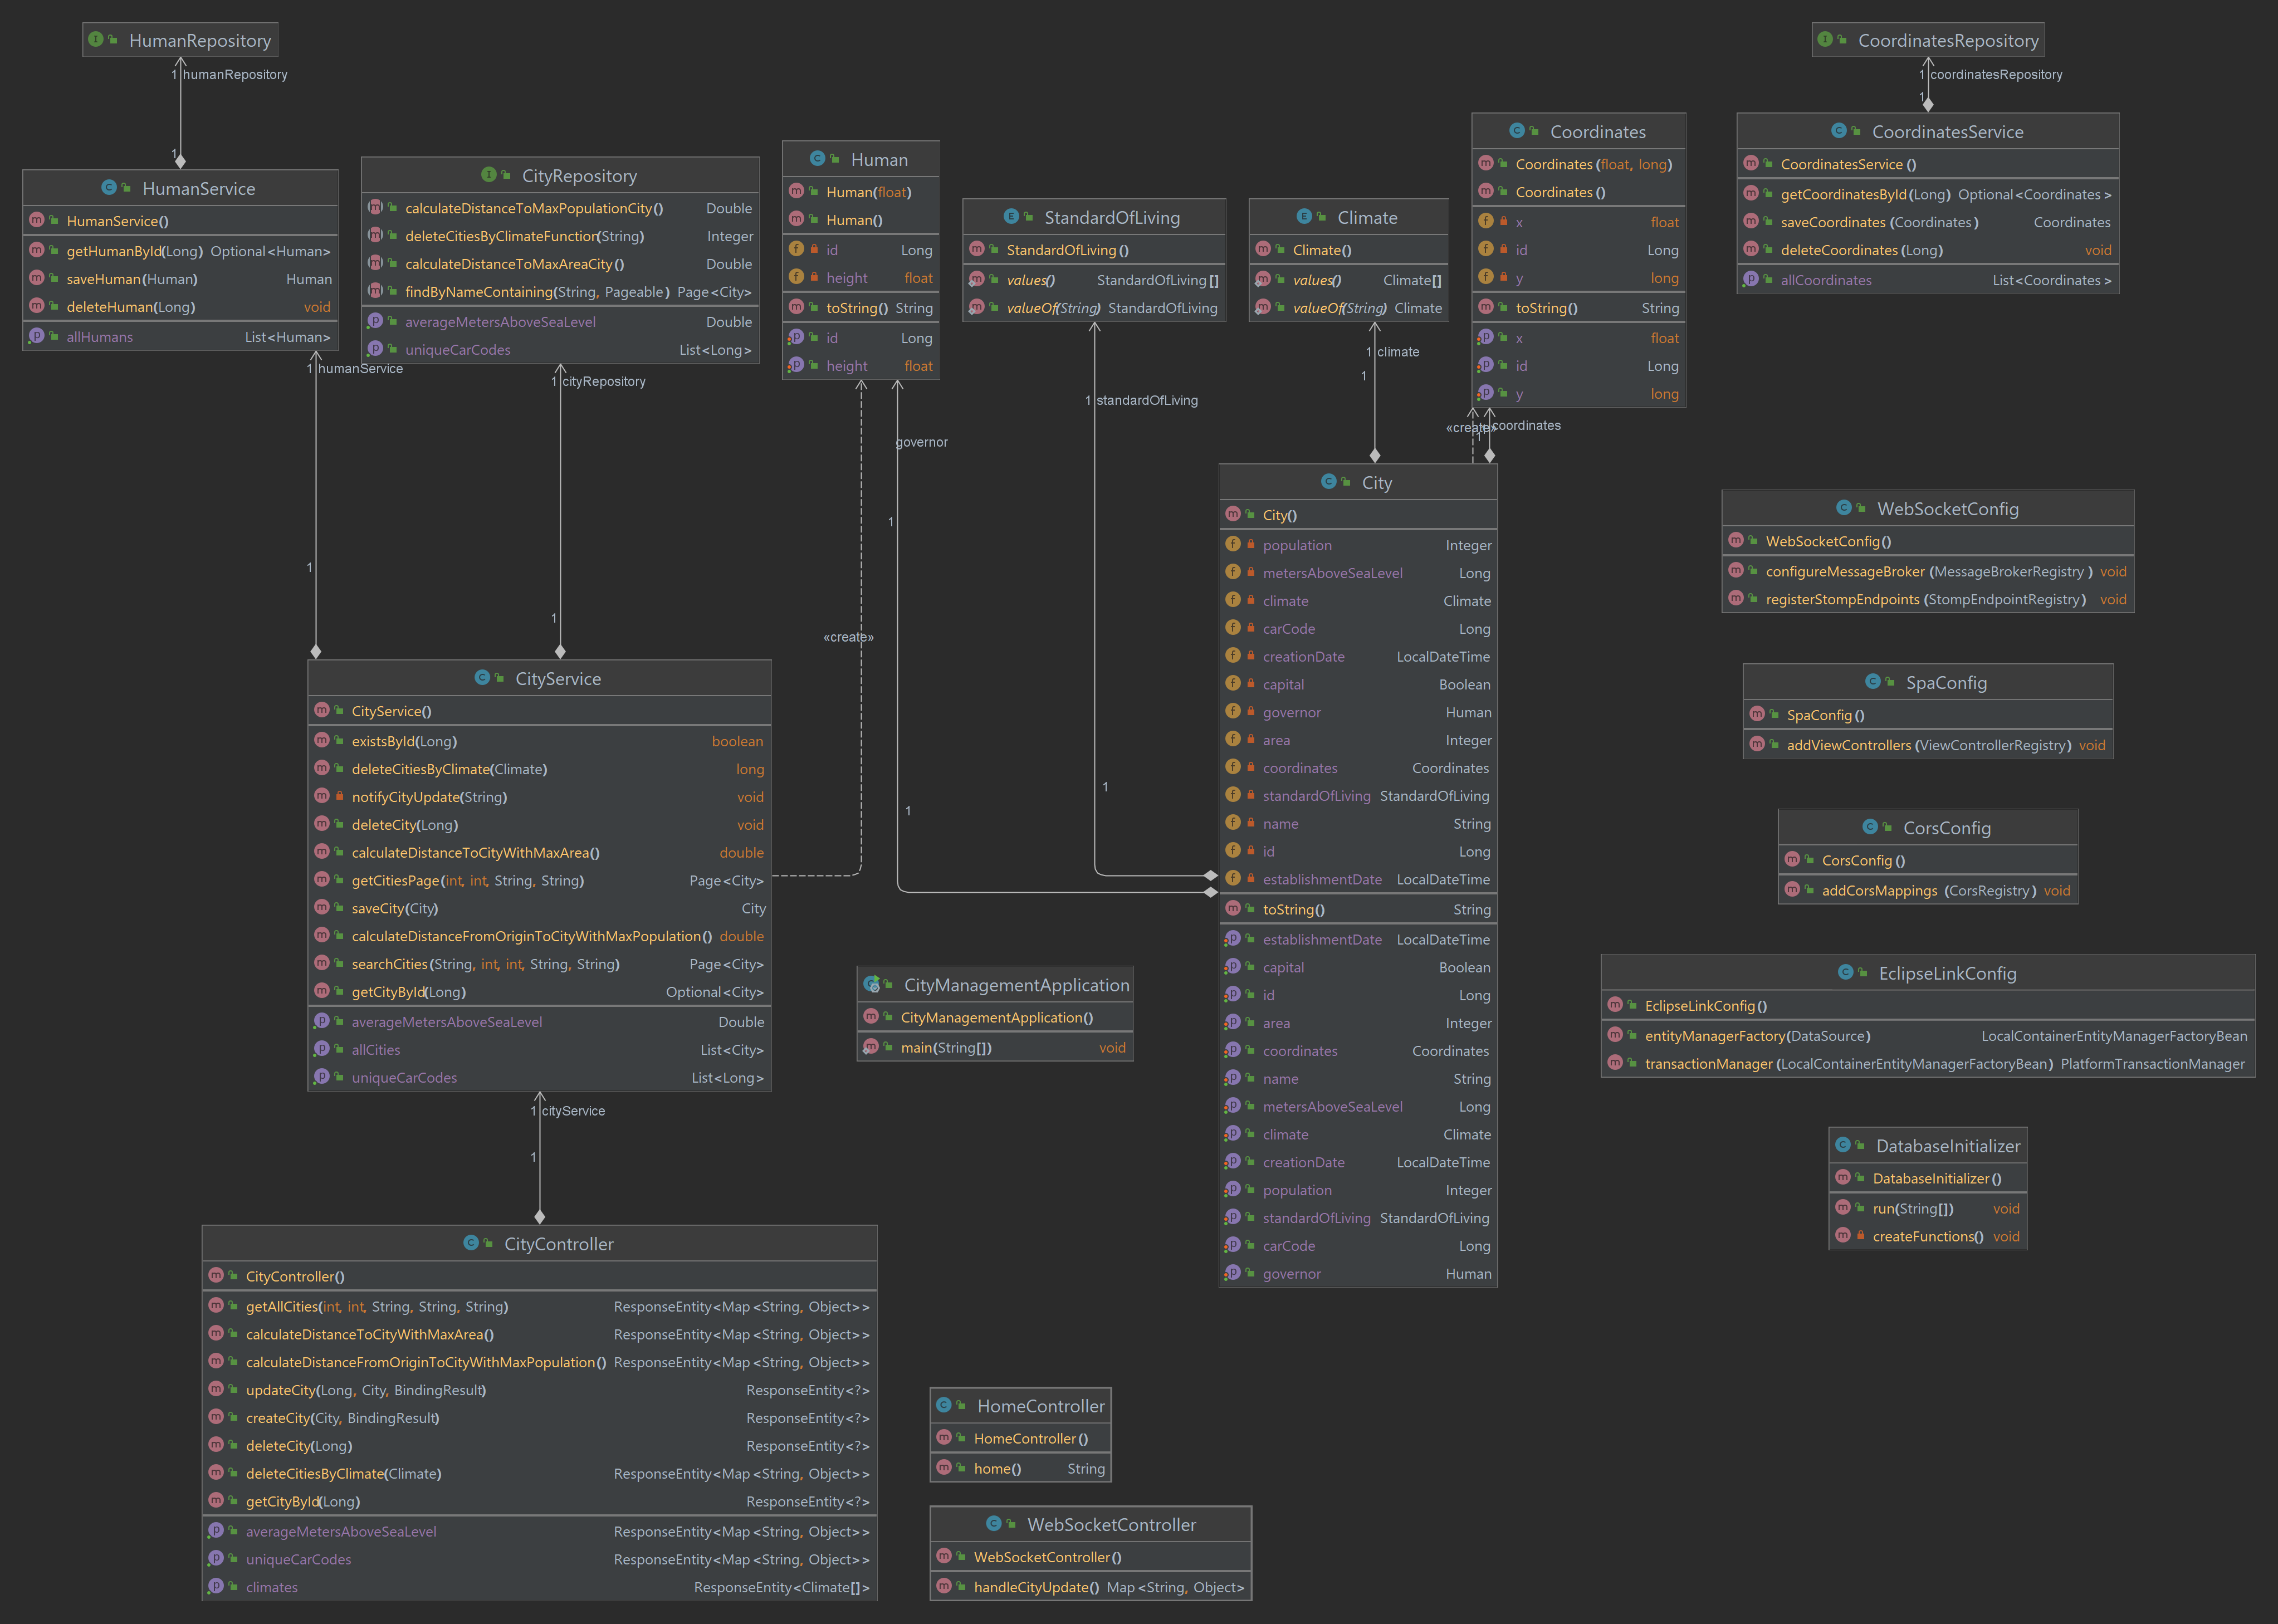 HumanRepository
1 humanRepository
1
HumanService
HumanService()
getHumanById(Long) Optional<Human>
saveHuman(Human) Human
deleteHuman(Long) void
allHumans List<Human>
1 humanService
1
CityRepository
calculateDistanceToMaxPopulationCity() Double
deleteCitiesByClimateFunction(String) Integer
calculateDistanceToMaxAreaCity() Double
findByNameContaining(String, Pageable) Page<City>
averageMetersAboveSeaLevel Double
uniqueCarCodes List<Long>
1 cityRepository
1
Human
Human(float)
Human()
id Long
height float
toString() String
id Long
height float
«create»
governor
1
1
StandardOfLiving
StandardOfLiving()
values() StandardOfLiving[]
valueOf(String) StandardOfLiving
1 standardOfLiving
1
Climate
Climate()
values() Climate[]
valueOf(String) Climate
1 climate
1
Coordinates
Coordinates(float, long)
Coordinates()
x float
id Long
y long
toString() String
x float
id Long
y long
«create»
1
coordinates
CoordinatesRepository
1 coordinatesRepository
1
CoordinatesService
CoordinatesService()
getCoordinatesById(Long) Optional<Coordinates>
saveCoordinates(Coordinates) Coordinates
deleteCoordinates(Long) void
allCoordinates List<Coordinates>
City
City()
population Integer
metersAboveSeaLevel Long
climate Climate
carCode Long
creationDate LocalDateTime
capital Boolean
governor Human
area Integer
coordinates Coordinates
standardOfLiving StandardOfLiving
name String
id Long
establishmentDate LocalDateTime
toString() String
establishmentDate LocalDateTime
capital Boolean
id Long
area Integer
coordinates Coordinates
name String
metersAboveSeaLevel Long
climate Climate
creationDate LocalDateTime
population Integer
standardOfLiving StandardOfLiving
carCode Long
governor Human
WebSocketConfig
WebSocketConfig()
configureMessageBroker(MessageBrokerRegistry) void
registerStompEndpoints(StompEndpointRegistry) void
SpaConfig
SpaConfig()
addViewControllers(ViewControllerRegistry) void
CorsConfig
CorsConfig()
addCorsMappings(CorsRegistry) void
EclipseLinkConfig
EclipseLinkConfig()
entityManagerFactory(DataSource) LocalContainerEntityManagerFactoryBean
transactionManager(LocalContainerEntityManagerFactoryBean) PlatformTransactionManager
DatabaseInitializer
DatabaseInitializer()
run(String[]) void
createFunctions() void
CityService
CityService()
existsById(Long) boolean
deleteCitiesByClimate(Climate) long
notifyCityUpdate(String) void
deleteCity(Long) void
calculateDistanceToCityWithMaxArea() double
getCitiesPage(int, int, String, String) Page<City>
saveCity(City) City
calculateDistanceFromOriginToCityWithMaxPopulation() double
searchCities(String, int, int, String, String) Page<City>
getCityById(Long) Optional<City>
averageMetersAboveSeaLevel Double
allCities List<City>
uniqueCarCodes List<Long>
1 cityService
1
CityManagementApplication
CityManagementApplication()
main(String[]) void
CityController
CityController()
getAllCities(int, int, String, String, String) ResponseEntity<Map<String, Object>>
calculateDistanceToCityWithMaxArea() ResponseEntity<Map<String, Object>>
calculateDistanceFromOriginToCityWithMaxPopulation() ResponseEntity<Map<String, Object>>
updateCity(Long, City, BindingResult) ResponseEntity<?>
createCity(City, BindingResult) ResponseEntity<?>
deleteCity(Long) ResponseEntity<?>
deleteCitiesByClimate(Climate) ResponseEntity<Map<String, Object>>
getCityById(Long) ResponseEntity<?>
averageMetersAboveSeaLevel ResponseEntity<Map<String, Object>>
uniqueCarCodes ResponseEntity<Map<String, Object>>
climates ResponseEntity<Climate[]>
HomeController
HomeController()
home() String
WebSocketController
WebSocketController()
handleCityUpdate() Map<String, Object>